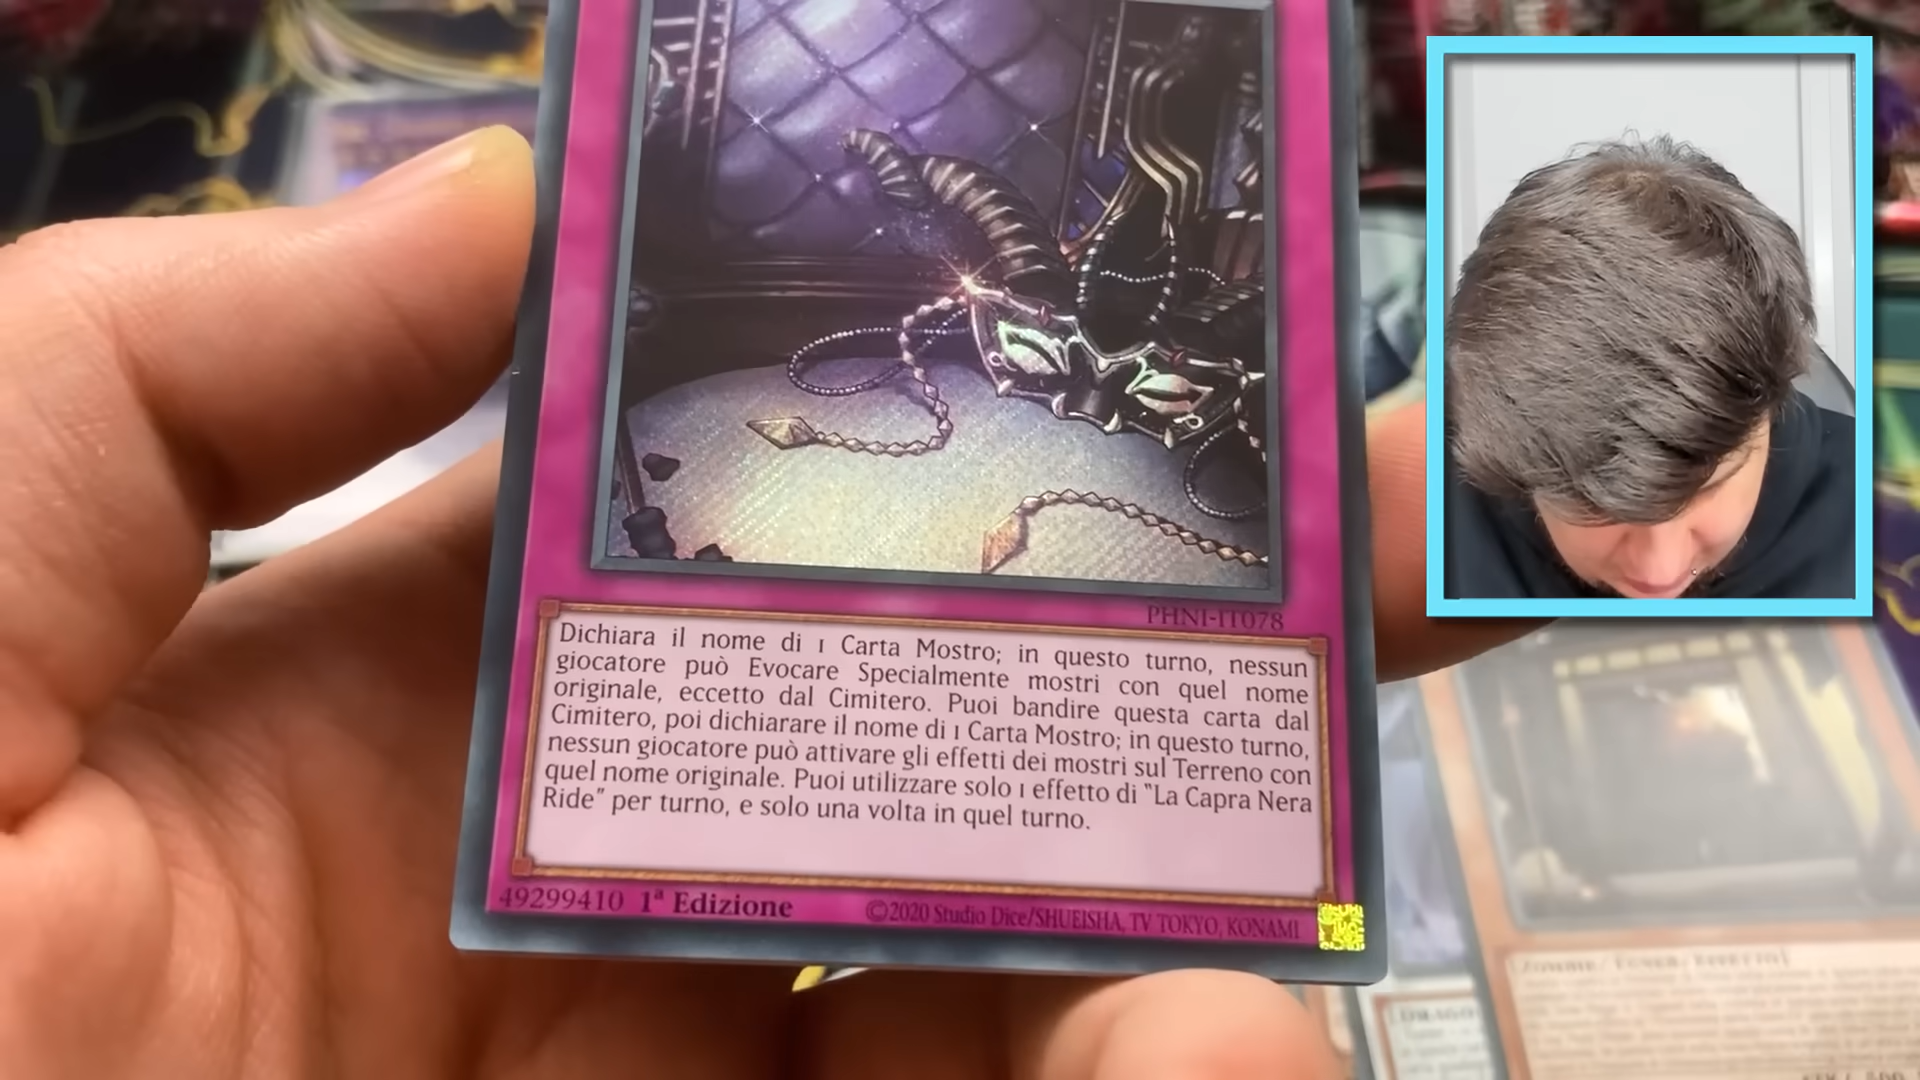 PHNI-IT078
Dichiara il nome di 1 Carta Mostro; in questo turno, nessun
giocatore può Evocare Specialmente mostri con quel nome
originale, eccetto dal Cimitero. Puoi bandire questa carta dal
Cimitero, poi dichiarare il nome di 1 Carta Mostro; in questo turno,
nessun giocatore può attivare gli effetti dei mostri sul Terreno con
quel nome originale. Puoi utilizzare solo 1 effetto di "La Capra Nera
Ride" per turno, e solo una volta in quel turno.
49299410 1ª Edizione ©2020 Studio Dice/SHUEISHA, TV TOKYO, KONAMI